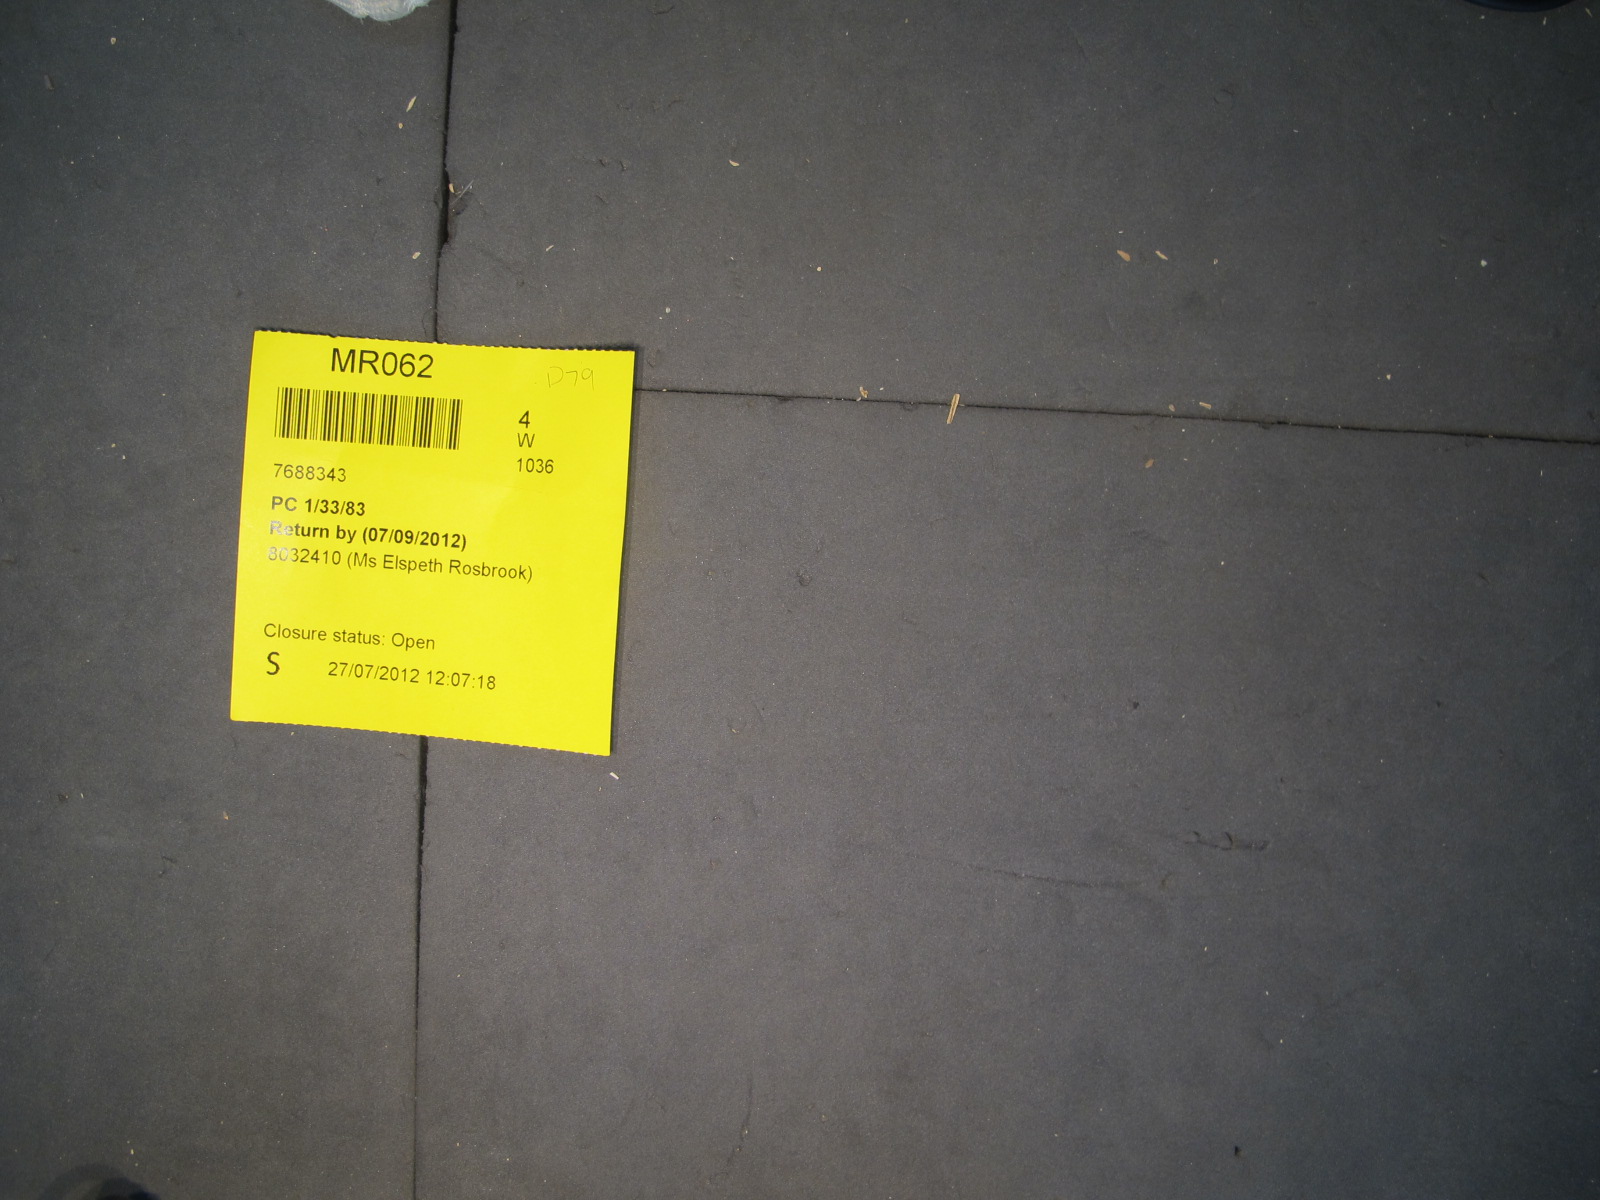 MR062
D79
4
W
1036
7688343
PC 1/33/83
Return by (07/09/2012)
8032410 (Ms Elspeth Rosbrook)
Closure status: Open
S 27/07/2012 12:07:18